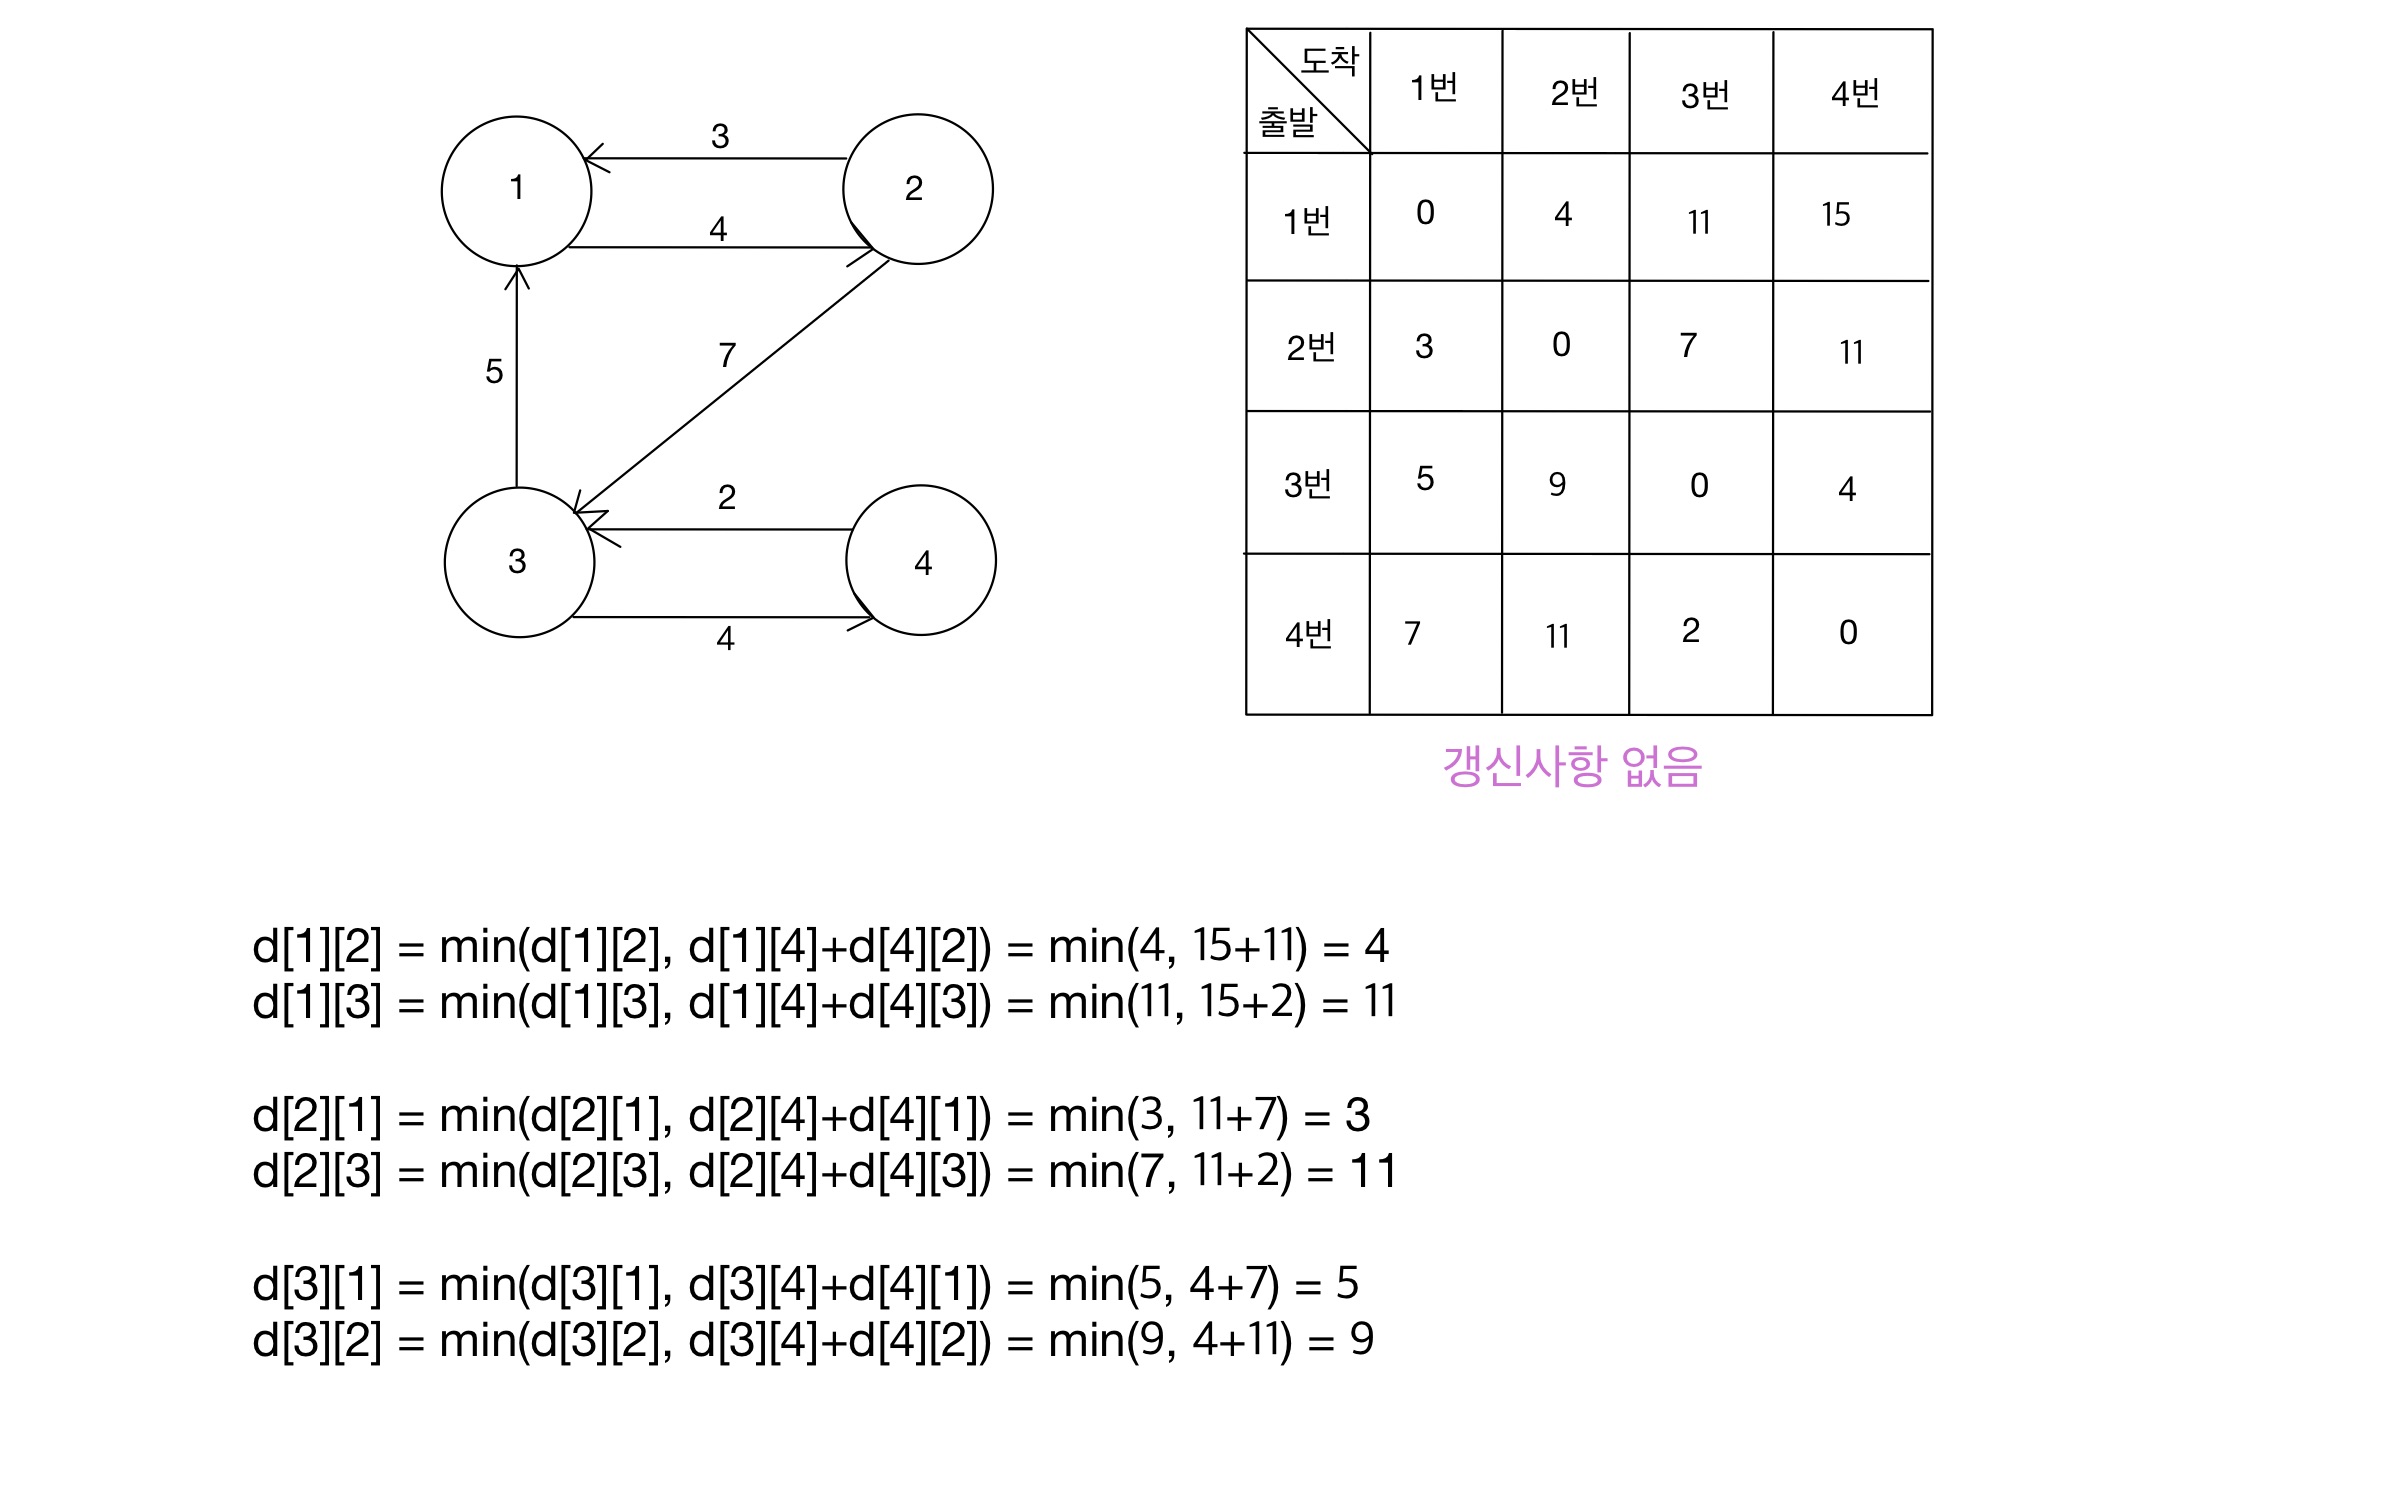 3
1
2
4
7
5
2
3
4
4
도착
출발
1번 2번 3번 4번
1번 0 4 11 15
2번 3 0 7 11
3번 5 9 0 4
4번 7 11 2 0
갱신사항 없음
d[1][2] = min(d[1][2], d[1][4]+d[4][2]) = min(4, 15+11) = 4
d[1][3] = min(d[1][3], d[1][4]+d[4][3]) = min(11, 15+2) = 11
d[2][1] = min(d[2][1], d[2][4]+d[4][1]) = min(3, 11+7) = 3
d[2][3] = min(d[2][3], d[2][4]+d[4][3]) = min(7, 11+2) = 11
d[3][1] = min(d[3][1], d[3][4]+d[4][1]) = min(5, 4+7) = 5
d[3][2] = min(d[3][2], d[3][4]+d[4][2]) = min(9, 4+11) = 9